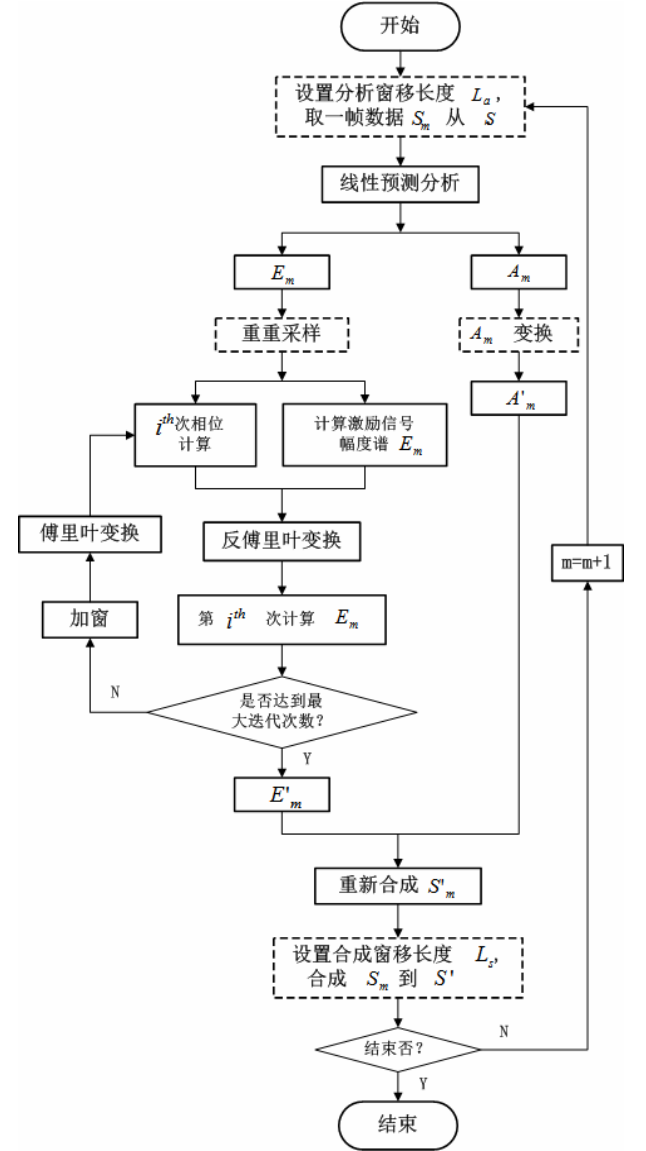 开始
设置分析窗移长度 Lₐ,
取一帧数据 Sₘ 从 S
线性预测分析
Eₘ
Aₘ
重重采样
Aₘ 变换
A'ₘ
iᵗʰ次相位
计算
计算激励信号
幅度谱 Eₘ
傅里叶变换
反傅里叶变换
m=m+1
加窗
第 iᵗʰ 次计算 Eₘ
是否达到最
大迭代次数?
N
Y
E'ₘ
重新合成 S'ₘ
设置合成窗移长度 Lₛ,
合成 Sₘ 到 S'
结束否?
N
Y
结束